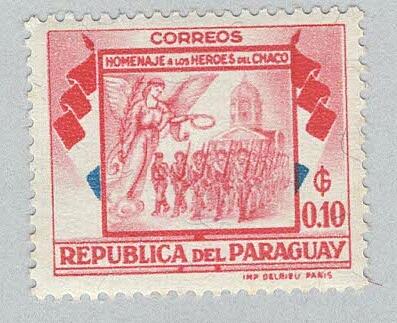 CORREOS
HOMENAJE A LOS HEROES DEL CHACO
₲
0.10
REPUBLICA DEL PARAGUAY
IMP. DELRIEU PARIS